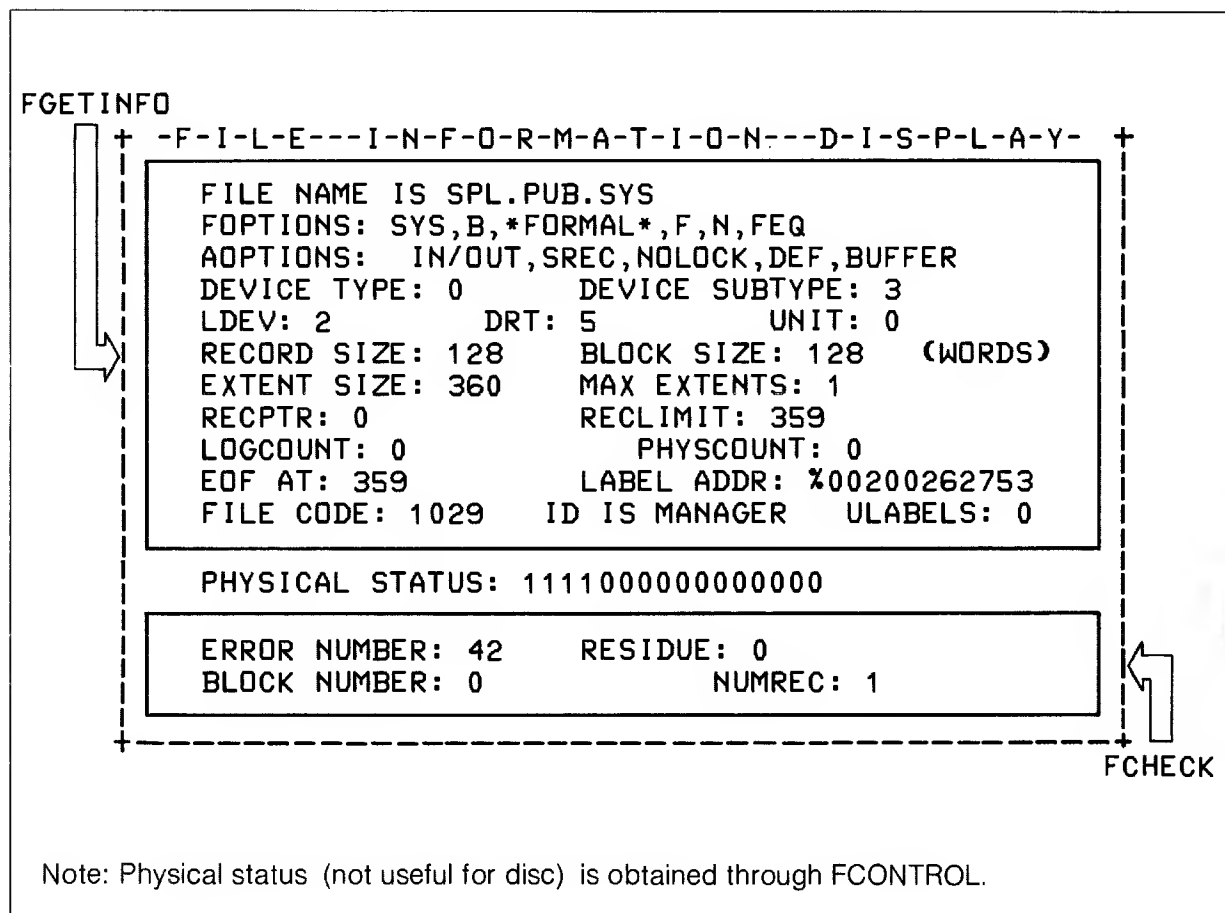 FGETINFO
+ -F-I-L-E---I-N-F-O-R-M-A-T-I-O-N---D-I-S-P-L-A-Y- +
FILE NAME IS SPL.PUB.SYS
FOPTIONS: SYS,B,*FORMAL*,F,N,FEQ
AOPTIONS: IN/OUT,SREC,NOLOCK,DEF,BUFFER
DEVICE TYPE: 0 DEVICE SUBTYPE: 3
LDEV: 2 DRT: 5 UNIT: 0
RECORD SIZE: 128 BLOCK SIZE: 128 (WORDS)
EXTENT SIZE: 360 MAX EXTENTS: 1
RECPTR: 0 RECLIMIT: 359
LOGCOUNT: 0 PHYSCOUNT: 0
EOF AT: 359 LABEL ADDR: %00200262753
FILE CODE: 1029 ID IS MANAGER ULABELS: 0
PHYSICAL STATUS: 1111000000000000
ERROR NUMBER: 42 RESIDUE: 0
BLOCK NUMBER: 0 NUMREC: 1
FCHECK
Note: Physical status (not useful for disc) is obtained through FCONTROL.